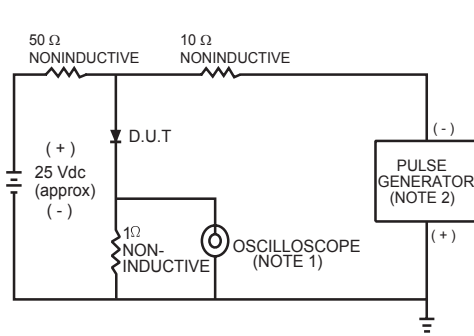 50 Ω
NONINDUCTIVE
10 Ω
NONINDUCTIVE
D.U.T
( + )
25 Vdc
(approx)
( - )
( - )
PULSE
GENERATOR
(NOTE 2)
( + )
1Ω
NON-
INDUCTIVE
OSCILLOSCOPE
(NOTE 1)